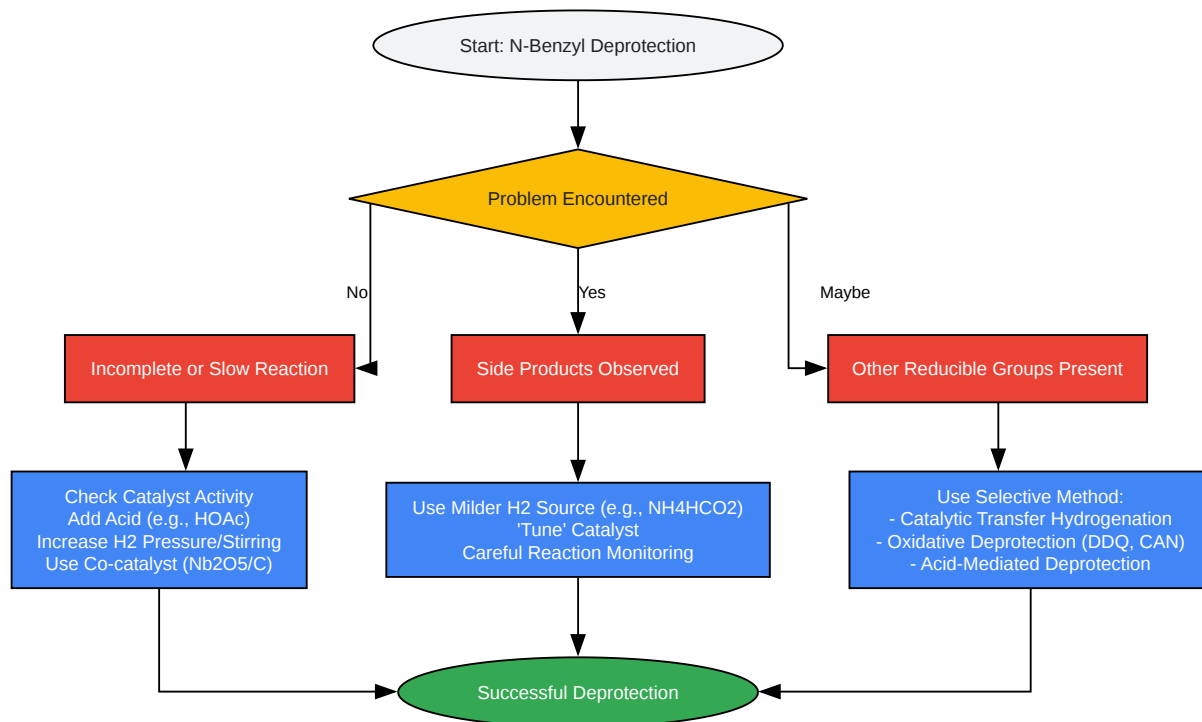 Start: N-Benzyl Deprotection
Problem Encountered
No
Yes
Maybe
Incomplete or Slow Reaction
Side Products Observed
Other Reducible Groups Present
Check Catalyst Activity
Add Acid (e.g., HOAc)
Increase H2 Pressure/Stirring
Use Co-catalyst (Nb2O5/C)
Use Milder H2 Source (e.g., NH4HCO2)
'Tune' Catalyst
Careful Reaction Monitoring
Use Selective Method:
- Catalytic Transfer Hydrogenation
- Oxidative Deprotection (DDQ, CAN)
- Acid-Mediated Deprotection
Successful Deprotection